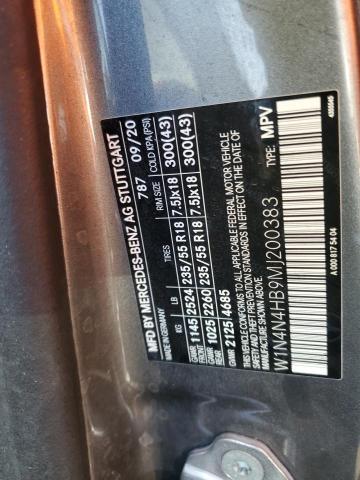 MFD BY MERCEDES-BENZ AG STUTTGART
787 09/20
KG LB TIRES RIM SIZE COLD KPA(PSI)
GAWR FRONT 1145 2524 235/55 R18 7.5Jx18 300(43)
GAWR REAR 1025 2260 235/55 R18 7.5Jx18 300(43)
GVWR 2125 4685
THIS VEHICLE CONFORMS TO ALL APPLICABLE FEDERAL MOTOR VEHICLE
SAFETY AND THEFT PREVENTION STANDARDS IN EFFECT ON THE DATE OF
MANUFACTURE SHOWN ABOVE.
W1N4N4HB9MJ200383 TYPE: MPV
A 000 817 54 04